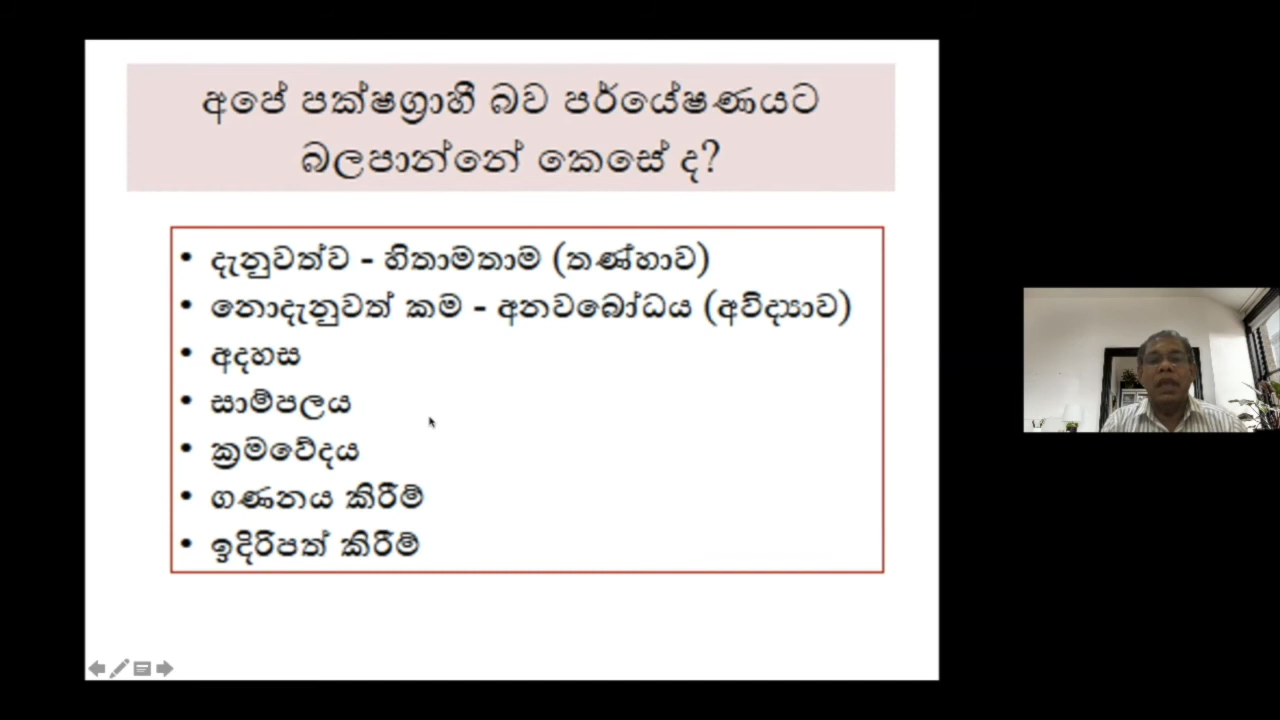 අපේ පක්ෂග්‍රාහී බව පර්යේෂණයට
බලපාන්නේ කෙසේ ද?
• දැනුවත්ව - හිතාමතාම (තණ්හාව)
• නොදැනුවත් කම - අනවබෝධය (අවිද්‍යාව)
• අදහස
• සාම්පලය
• ක්‍රමවේදය
• ගණනය කිරීම්
• ඉදිරිපත් කිරීම්